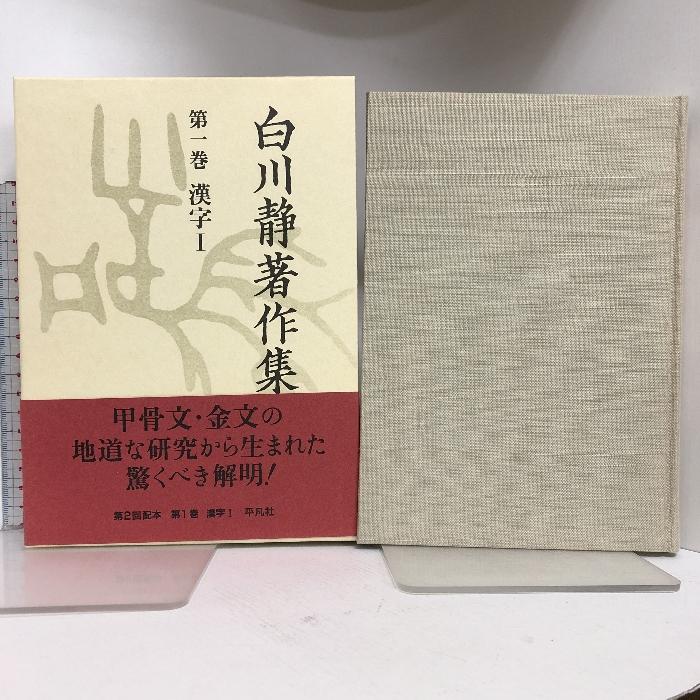 白川静著作集
第一巻 漢字Ⅰ
甲骨文・金文の
地道な研究から生まれた
驚くべき解明!
第2回配本 第1巻 漢字Ⅰ 平凡社